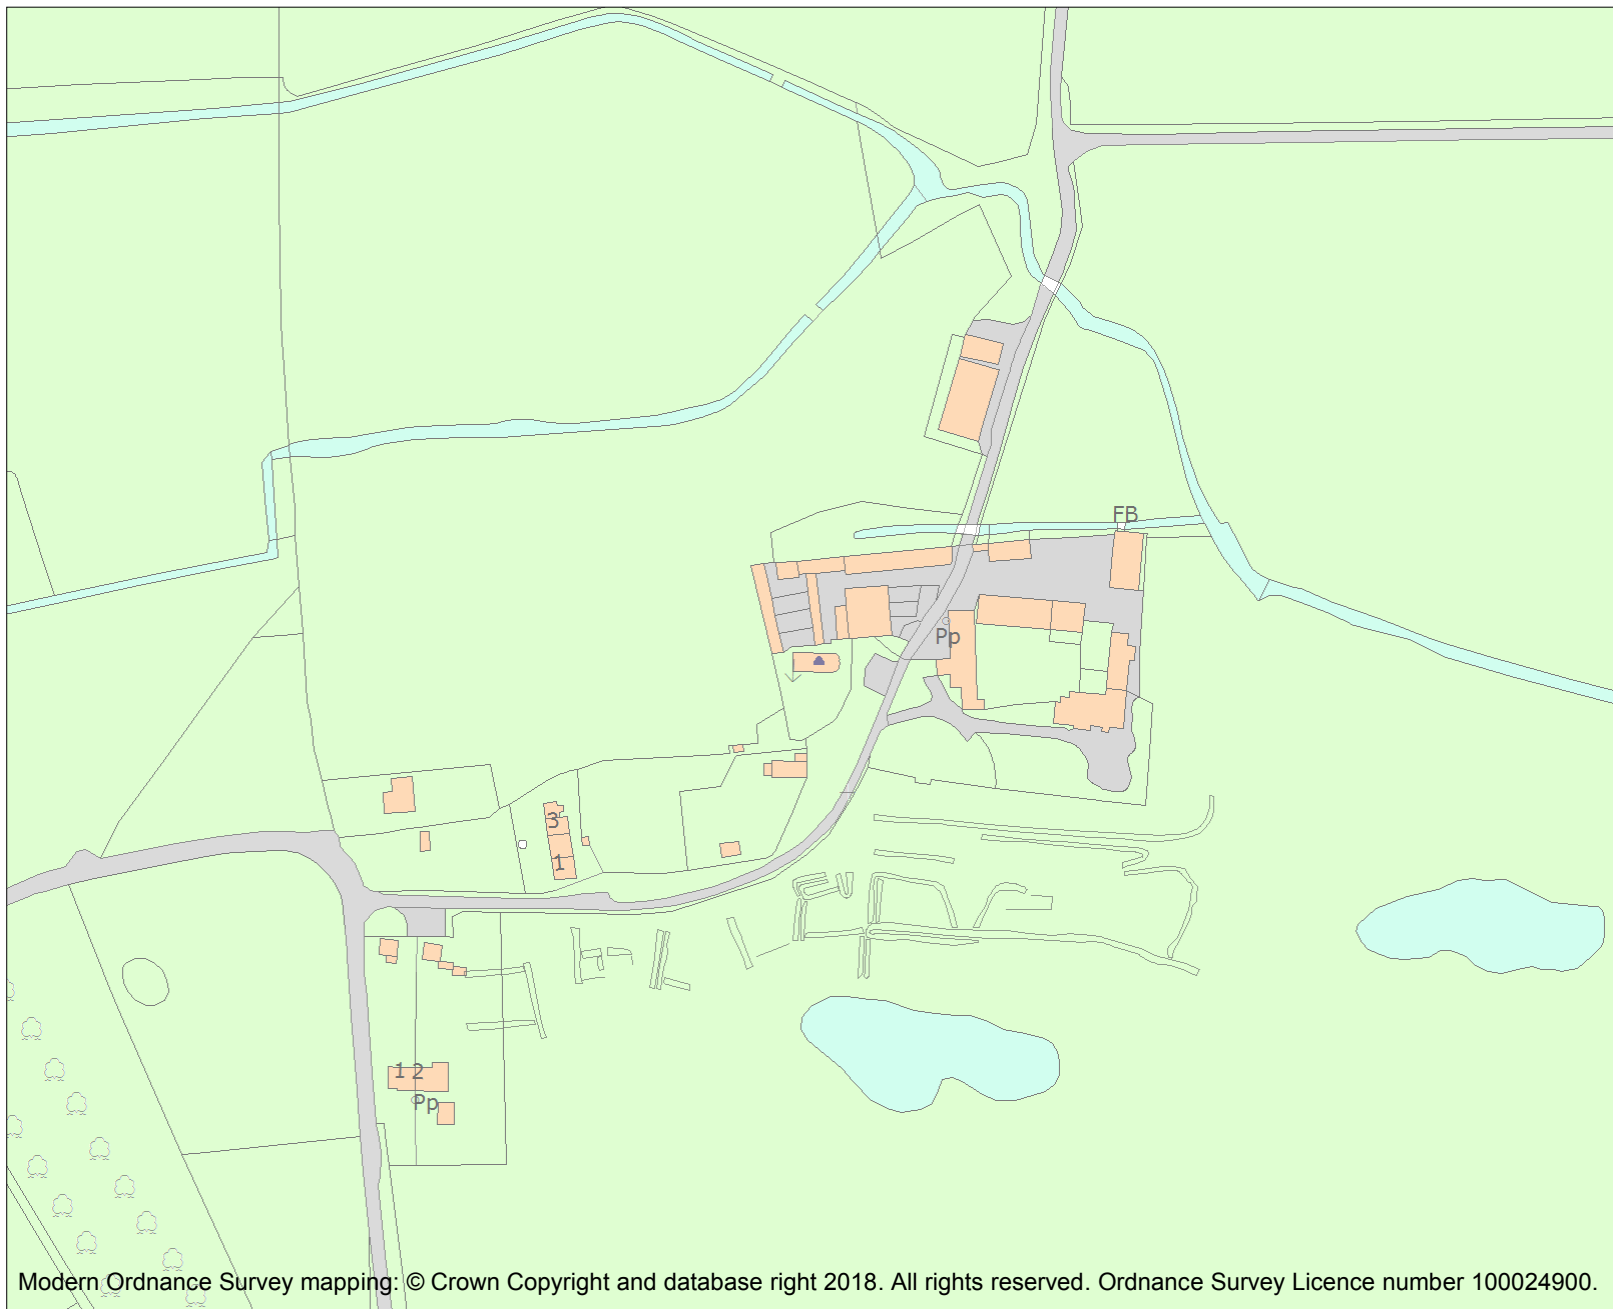 FB
Pp
3
1
1 2
Pp
Modern Ordnance Survey mapping: © Crown Copyright and database right 2018. All rights reserved. Ordnance Survey Licence number 100024900.